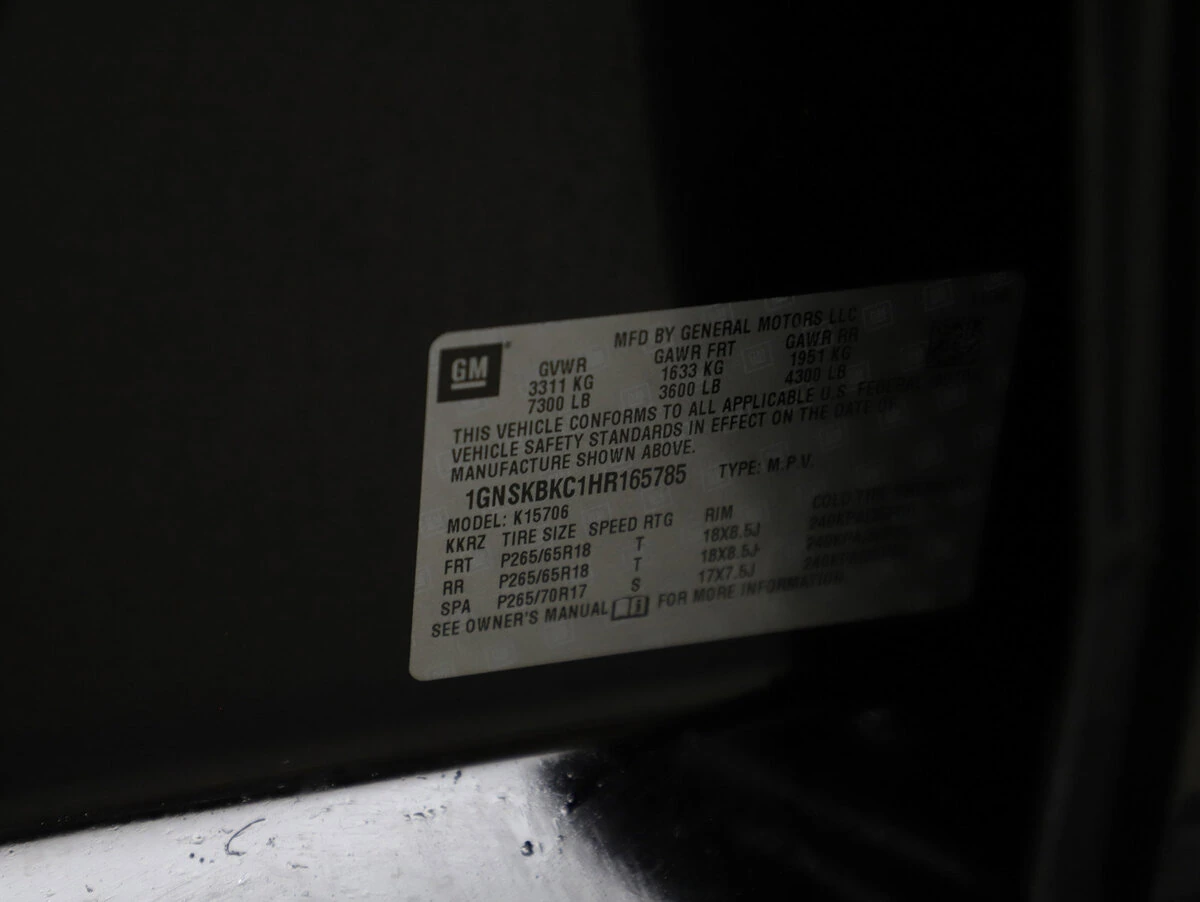 GM
MFD BY GENERAL MOTORS LLC
GVWR GAWR FRT GAWR RR
3311 KG 1633 KG 1951 KG
7300 LB 3600 LB 4300 LB
THIS VEHICLE CONFORMS TO ALL APPLICABLE U.S. FEDERAL
VEHICLE SAFETY STANDARDS IN EFFECT ON THE DATE OF
MANUFACTURE SHOWN ABOVE.
1GNSKBKC1HR165785 TYPE: M.P.V.
MODEL: K15706
KKRZ TIRE SIZE SPEED RTG RIM COLD TIRE
FRT P265/65R18 T 18X8.5J
RR P265/65R18 T 18X8.5J
SPA P265/70R17 S 17X7.5J
SEE OWNER'S MANUAL FOR MORE INFORMATION